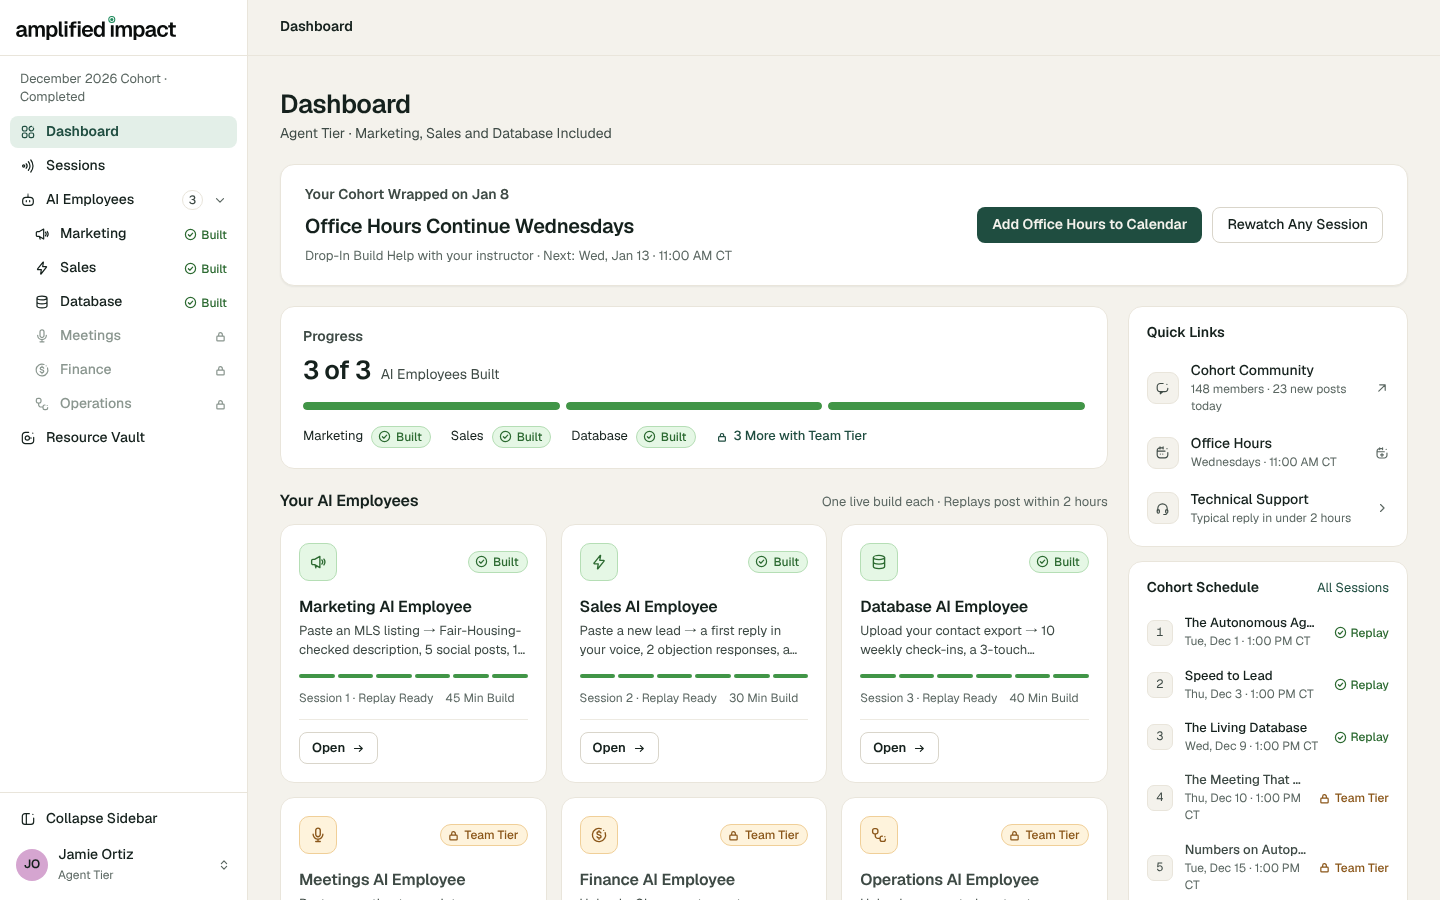 amplified impact
December 2026 Cohort ·
Completed
Dashboard
Sessions
AI Employees 3
Marketing Built
Sales Built
Database Built
Meetings
Finance
Operations
Resource Vault
Collapse Sidebar
JO Jamie Ortiz
Agent Tier
Dashboard
Dashboard
Agent Tier · Marketing, Sales and Database Included
Your Cohort Wrapped on Jan 8
Office Hours Continue Wednesdays
Drop-In Build Help with your instructor · Next: Wed, Jan 13 · 11:00 AM CT
Add Office Hours to Calendar
Rewatch Any Session
Progress
3 of 3 AI Employees Built
Marketing Built Sales Built Database Built 3 More with Team Tier
Your AI Employees
One live build each · Replays post within 2 hours
Built
Marketing AI Employee
Paste an MLS listing → Fair-Housing-
checked description, 5 social posts, 1...
Session 1 · Replay Ready 45 Min Build
Open →
Built
Sales AI Employee
Paste a new lead → a first reply in
your voice, 2 objection responses, a...
Session 2 · Replay Ready 30 Min Build
Open →
Built
Database AI Employee
Upload your contact export → 10
weekly check-ins, a 3-touch...
Session 3 · Replay Ready 40 Min Build
Open →
Team Tier
Meetings AI Employee
Team Tier
Finance AI Employee
Team Tier
Operations AI Employee
Quick Links
Cohort Community
148 members · 23 new posts
today
Office Hours
Wednesdays · 11:00 AM CT
Technical Support
Typical reply in under 2 hours
Cohort Schedule All Sessions
1 The Autonomous Ag...
Tue, Dec 1 · 1:00 PM CT
Replay
2 Speed to Lead
Thu, Dec 3 · 1:00 PM CT
Replay
3 The Living Database
Wed, Dec 9 · 1:00 PM CT
Replay
4 The Meeting That ...
Thu, Dec 10 · 1:00 PM
CT
Team Tier
5 Numbers on Autop...
Tue, Dec 15 · 1:00 PM
CT
Team Tier